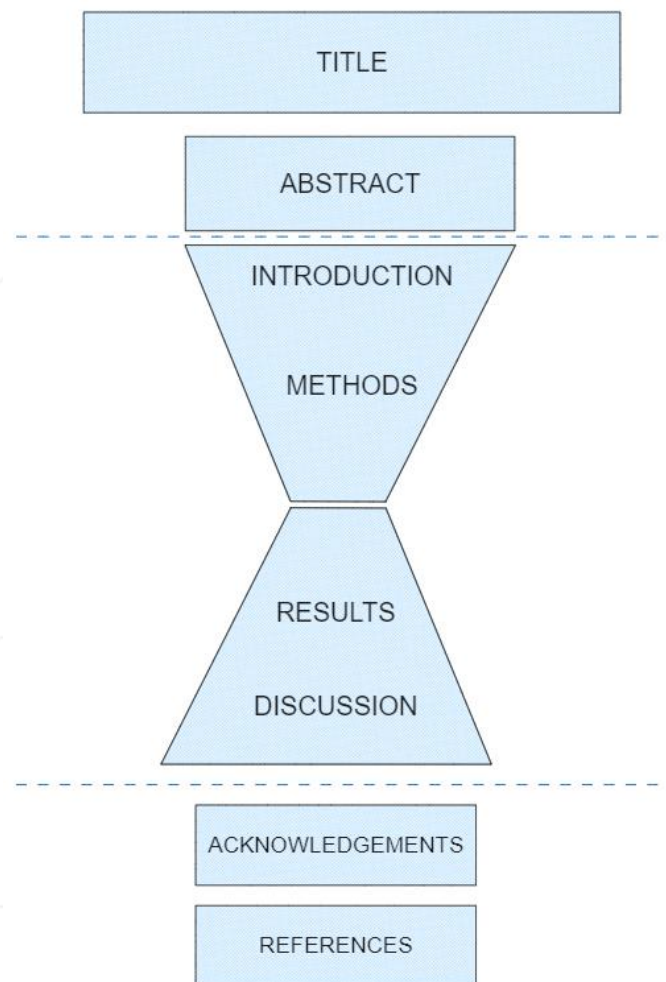 TITLE
ABSTRACT
INTRODUCTION
METHODS
RESULTS
DISCUSSION
ACKNOWLEDGEMENTS
REFERENCES